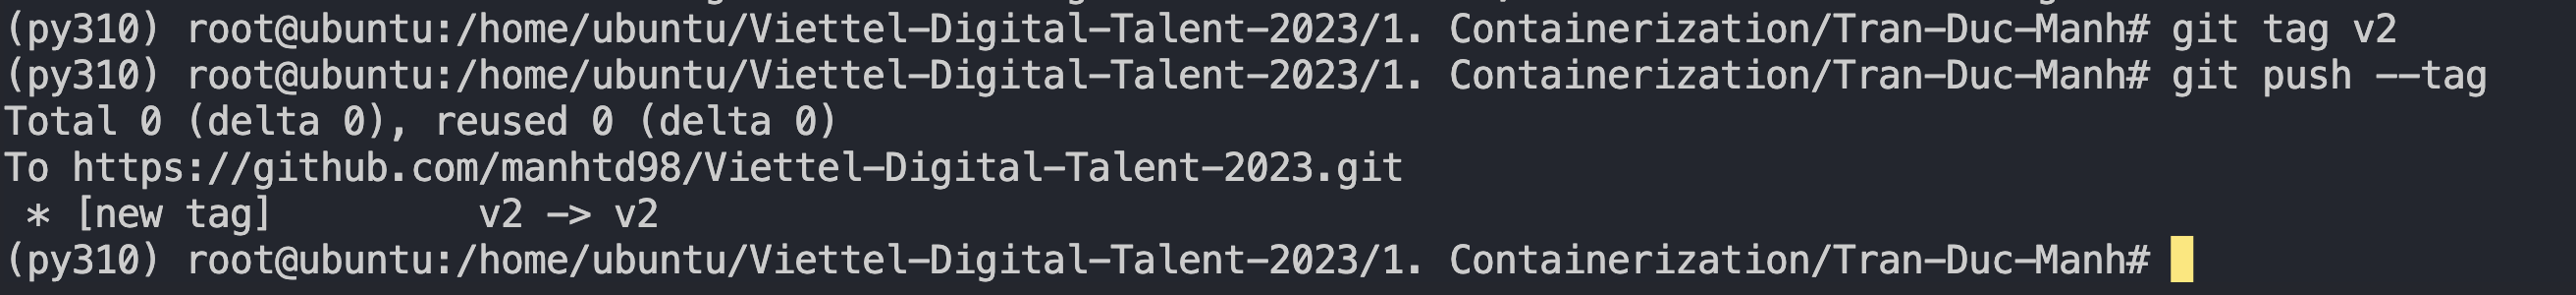 (py310) root@ubuntu:/home/ubuntu/Viettel-Digital-Talent-2023/1. Containerization/Tran-Duc-Manh# git tag v2
(py310) root@ubuntu:/home/ubuntu/Viettel-Digital-Talent-2023/1. Containerization/Tran-Duc-Manh# git push --tag
Total 0 (delta 0), reused 0 (delta 0)
To https://github.com/manhtd98/Viettel-Digital-Talent-2023.git
 * [new tag]         v2 -> v2
(py310) root@ubuntu:/home/ubuntu/Viettel-Digital-Talent-2023/1. Containerization/Tran-Duc-Manh#